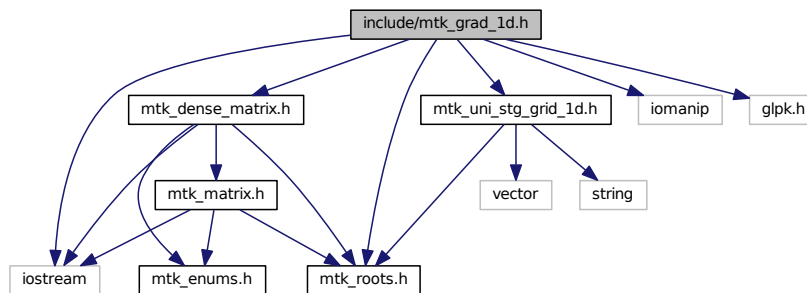 include/mtk_grad_1d.h
mtk_dense_matrix.h
mtk_uni_stg_grid_1d.h
iomanip
glpk.h
mtk_matrix.h
vector
string
iostream
mtk_enums.h
mtk_roots.h